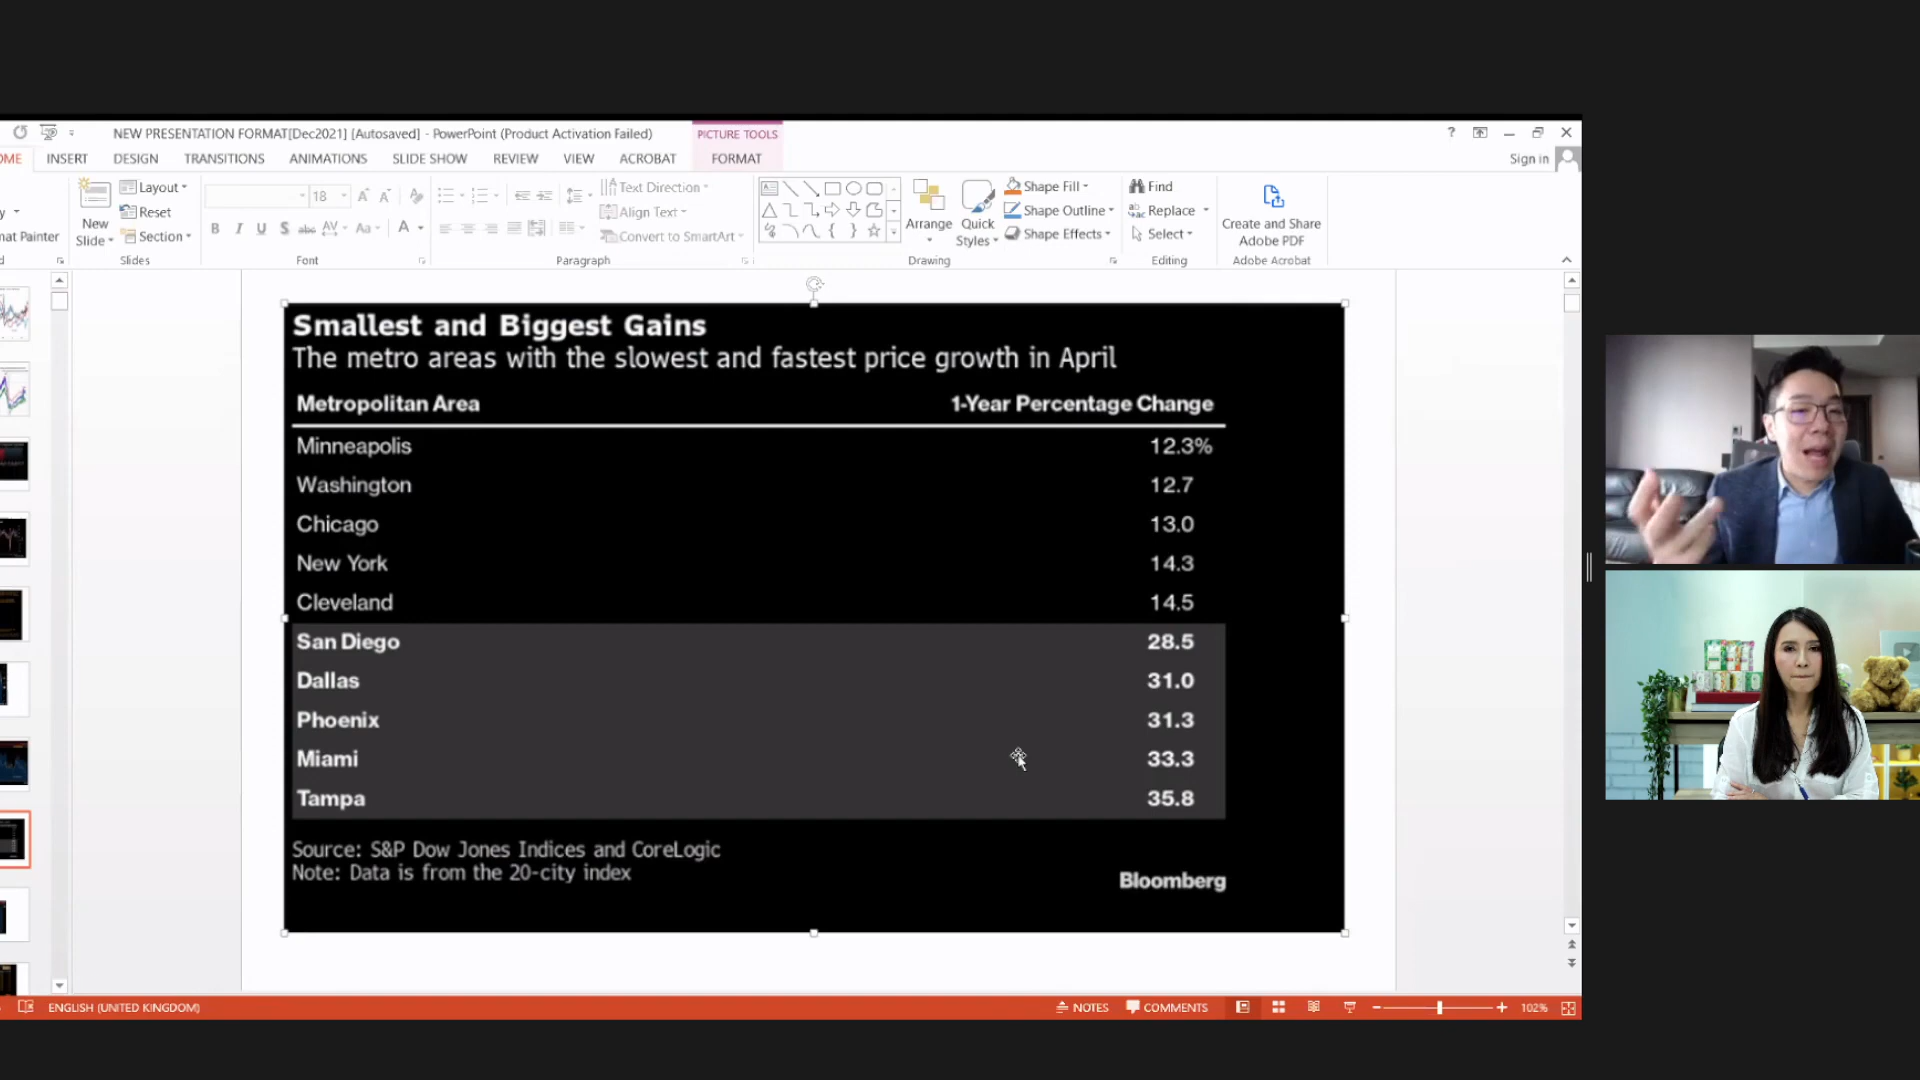 NEW PRESENTATION FORMAT[Dec2021] [Autosaved] - PowerPoint (Product Activation Failed)
PICTURE TOOLS
?
INSERT DESIGN TRANSITIONS ANIMATIONS SLIDE SHOW REVIEW VIEW ACROBAT FORMAT
Sign in
New Slide
Layout
Reset
Section
Slides
18
Font
Text Direction
Align Text
Convert to SmartArt
Paragraph
Arrange
Quick Styles
Shape Fill
Shape Outline
Shape Effects
Drawing
Find
Replace
Select
Editing
Create and Share
Adobe PDF
Adobe Acrobat
Smallest and Biggest Gains
The metro areas with the slowest and fastest price growth in April
Metropolitan Area 1-Year Percentage Change
Minneapolis 12.3%
Washington 12.7
Chicago 13.0
New York 14.3
Cleveland 14.5
San Diego 28.5
Dallas 31.0
Phoenix 31.3
Miami 33.3
Tampa 35.8
Source: S&P Dow Jones Indices and CoreLogic
Note: Data is from the 20-city index
Bloomberg
ENGLISH (UNITED KINGDOM) NOTES COMMENTS 102%